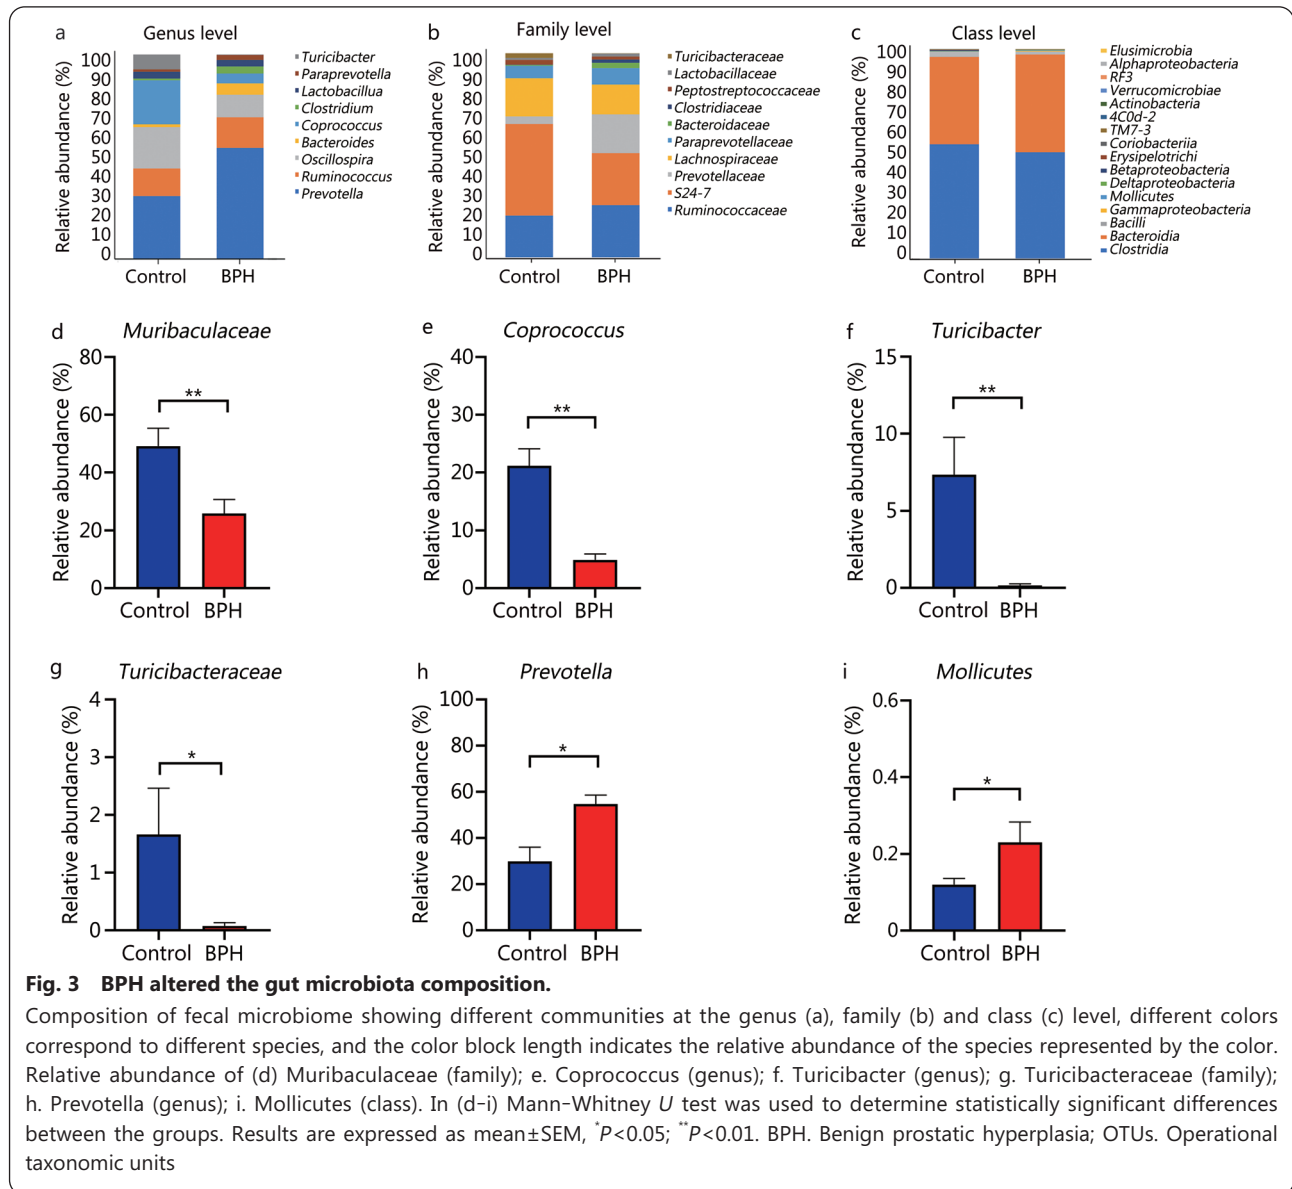 a
Genus level
Relative abundance (%)
100
90
80
70
60
50
40
30
20
10
0
Control
BPH
Turicibacter
Paraprevotella
Lactobacillua
Clostridium
Coprococcus
Bacteroides
Oscillospira
Ruminococcus
Prevotella
b
Family level
Relative abundance (%)
100
90
80
70
60
50
40
30
20
10
0
Control
BPH
Turicibacteraceae
Lactobacillaceae
Peptostreptococcaceae
Clostridiaceae
Bacteroidaceae
Paraprevotellaceae
Lachnospiraceae
Prevotellaceae
S24-7
Ruminococcaceae
c
Class level
Relative abundance (%)
100
90
80
70
60
50
40
30
20
10
0
Control
BPH
Elusimicrobia
Alphaproteobacteria
RF3
Verrucomicrobiae
Actinobacteria
4C0d-2
TM7-3
Coriobacteriia
Erysipelotrichi
Betaproteobacteria
Deltaproteobacteria
Mollicutes
Gammaproteobacteria
Bacilli
Bacteroidia
Clostridia
d
Muribaculaceae
Relative abundance (%)
80
60
40
20
0
**
Control
BPH
e
Coprococcus
Relative abundance (%)
40
30
20
10
0
**
Control
BPH
f
Turicibacter
Relative abundance (%)
15
10
5
0
**
Control
BPH
g
Turicibacteraceae
Relative abundance (%)
4
3
2
1
0
*
Control
BPH
h
Prevotella
Relative abundance (%)
100
80
60
40
20
0
*
Control
BPH
i
Mollicutes
Relative abundance (%)
0.6
0.4
0.2
0
*
Control
BPH
Fig. 3 BPH altered the gut microbiota composition.
Composition of fecal microbiome showing different communities at the genus (a), family (b) and class (c) level, different colors
correspond to different species, and the color block length indicates the relative abundance of the species represented by the color.
Relative abundance of (d) Muribaculaceae (family); e. Coprococcus (genus); f. Turicibacter (genus); g. Turicibacteraceae (family);
h. Prevotella (genus); i. Mollicutes (class). In (d–i) Mann–Whitney U test was used to determine statistically significant differences
between the groups. Results are expressed as mean±SEM, *P<0.05; **P<0.01. BPH. Benign prostatic hyperplasia; OTUs. Operational
taxonomic units